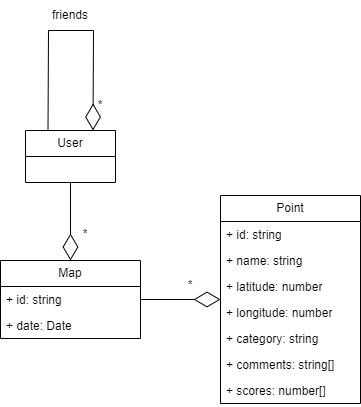 friends
*
User
*
Map
+ id: string
+ date: Date
*
Point
+ id: string
+ name: string
+ latitude: number
+ longitude: number
+ category: string
+ comments: string[]
+ scores: number[]